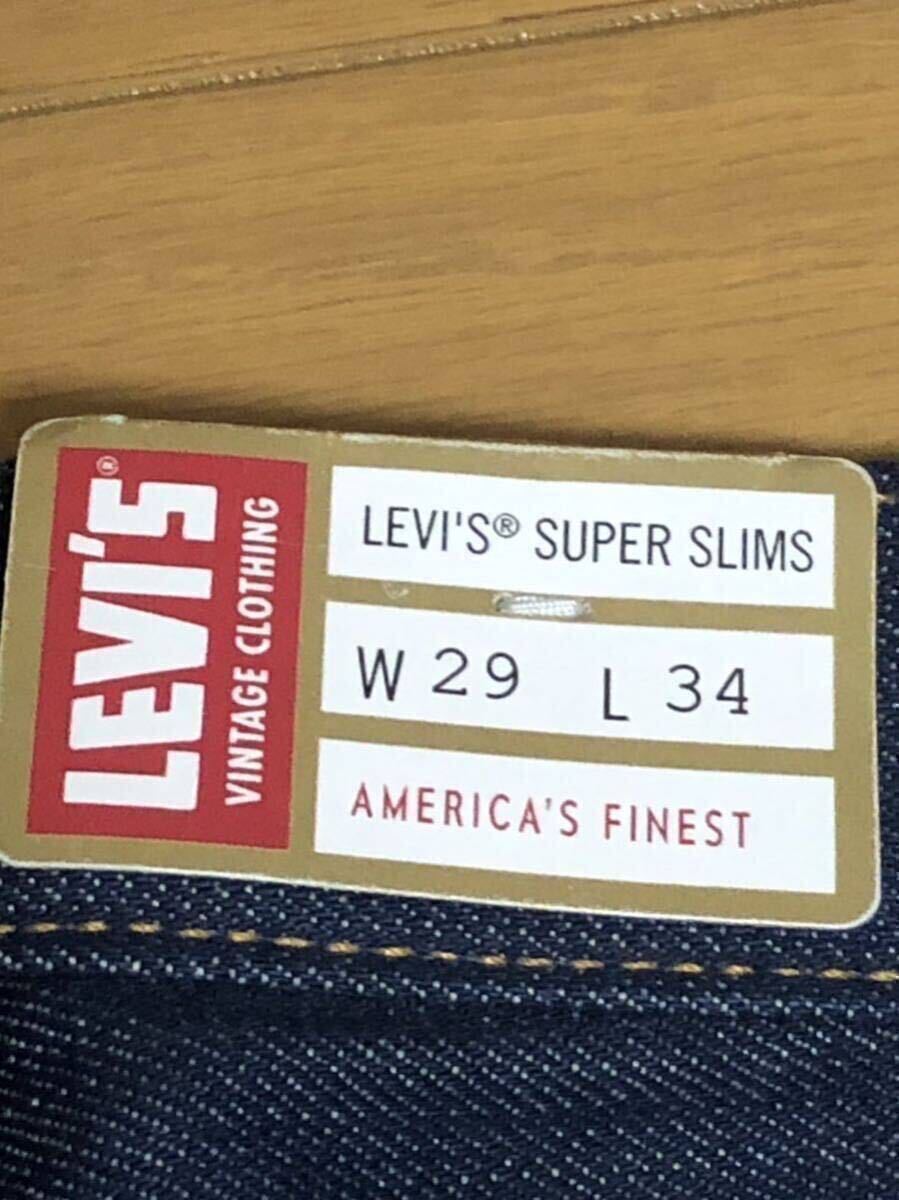 LEVI'S®
VINTAGE CLOTHING
LEVI'S® SUPER SLIMS
W 29 L 34
AMERICA'S FINEST